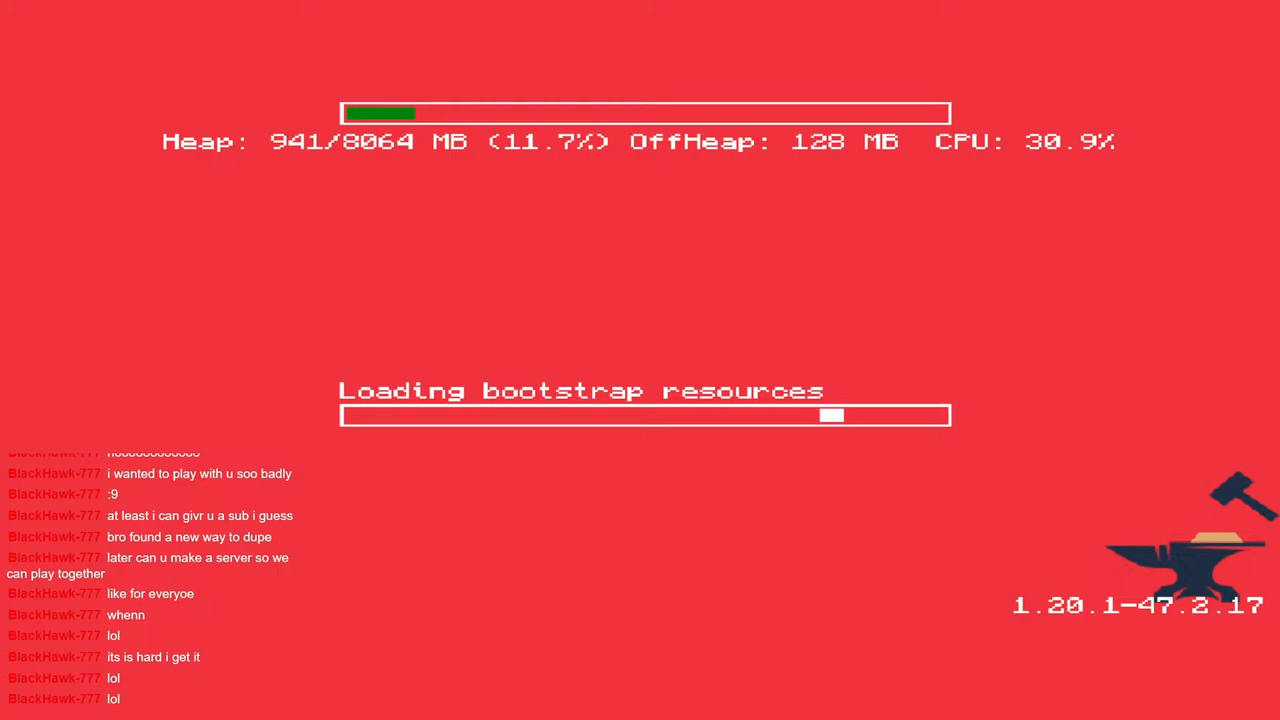 Heap: 941/8064 MB (11.7%) OffHeap: 128 MB CPU: 30.9%
Loading bootstrap resources
BlackHawk-777 i wanted to play with u soo badly
BlackHawk-777 :9
BlackHawk-777 at least i can givr u a sub i guess
BlackHawk-777 bro found a new way to dupe
BlackHawk-777 later can u make a server so we
can play together
BlackHawk-777 like for everyoe
BlackHawk-777 whenn
BlackHawk-777 lol
BlackHawk-777 its is hard i get it
BlackHawk-777 lol
BlackHawk-777 lol
1.20.1-47.2.17